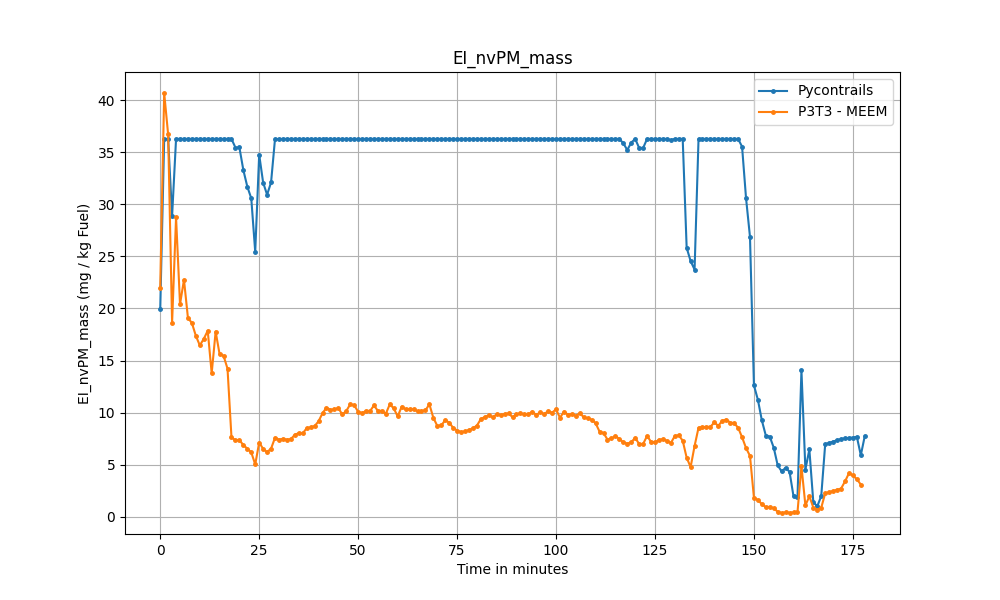 EI_nvPM_mass
Pycontrails
P3T3 - MEEM
EI_nvPM_mass (mg / kg Fuel)
40
35
30
25
20
15
10
5
0
0 25 50 75 100 125 150 175
Time in minutes